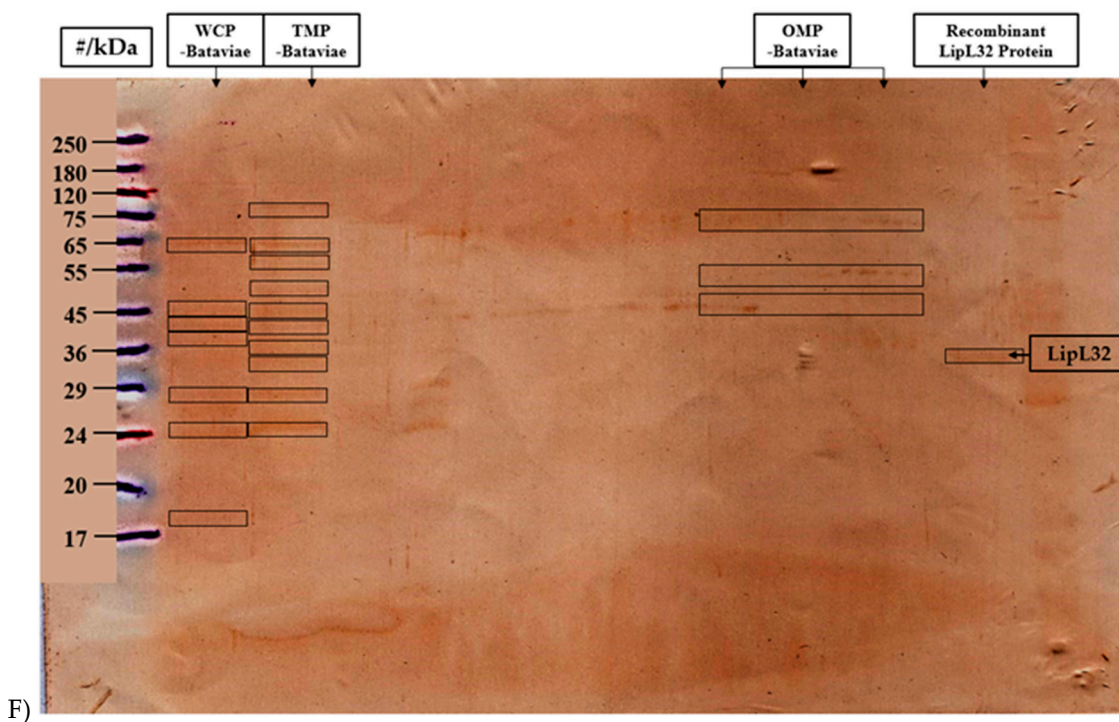 #/kDa
WCP
-Bataviae
TMP
-Bataviae
OMP
-Bataviae
Recombinant
LipL32 Protein
250
180
120
75
65
55
45
36
29
24
20
17
LipL32
F)